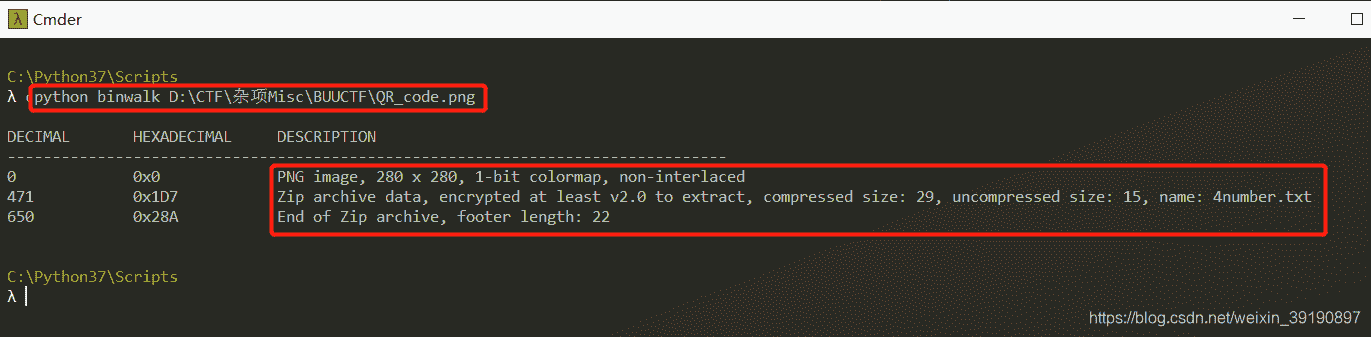 Cmder
C:\Python37\Scripts
λ python binwalk D:\CTF\杂项Misc\BUUCTF\QR_code.png
DECIMAL HEXADECIMAL DESCRIPTION
--------------------------------------------------------------------------------
0 0x0 PNG image, 280 x 280, 1-bit colormap, non-interlaced
471 0x1D7 Zip archive data, encrypted at least v2.0 to extract, compressed size: 29, uncompressed size: 15, name: 4number.txt
650 0x28A End of Zip archive, footer length: 22
C:\Python37\Scripts
λ
https://blog.csdn.net/weixin_39190897